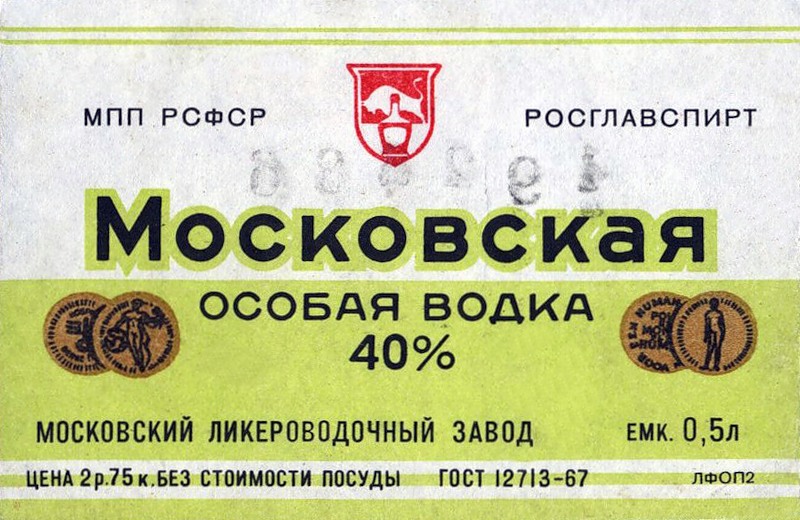 МПП РСФСР РОСГЛАВСПИРТ
Московская
ОСОБАЯ ВОДКА
40%
МОСКОВСКИЙ ЛИКЕРОВОДОЧНЫЙ ЗАВОД ЕМК. 0,5л
ЦЕНА 2р.75к. БЕЗ СТОИМОСТИ ПОСУДЫ ГОСТ 12713-67 ЛФОП2